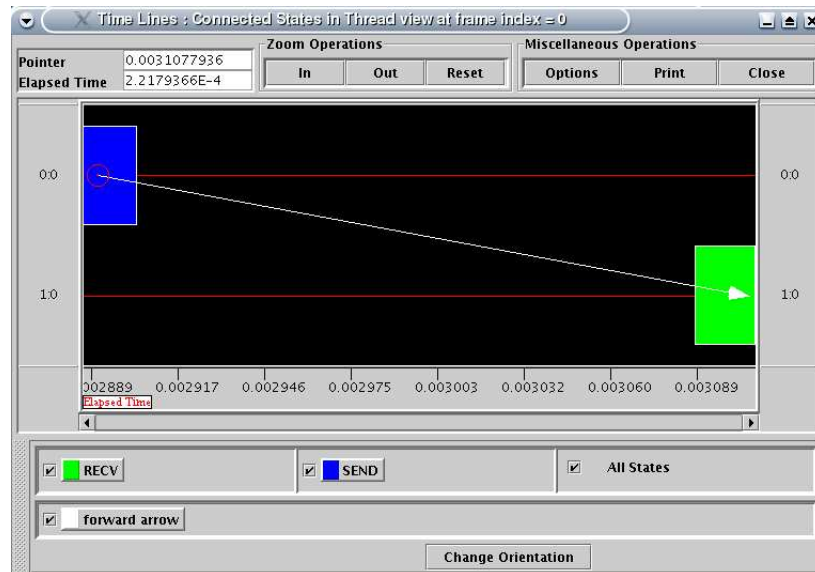 Time Lines : Connected States in Thread view at frame index = 0
Pointer 0.0031077936
Elapsed Time 2.2179366E-4
Zoom Operations
In Out Reset
Miscellaneous Operations
Options Print Close
0:0 0:0
1:0 1:0
002889 0.002917 0.002946 0.002975 0.003003 0.003032 0.003060 0.003089
Elapsed Time
RECV SEND All States
forward arrow
Change Orientation